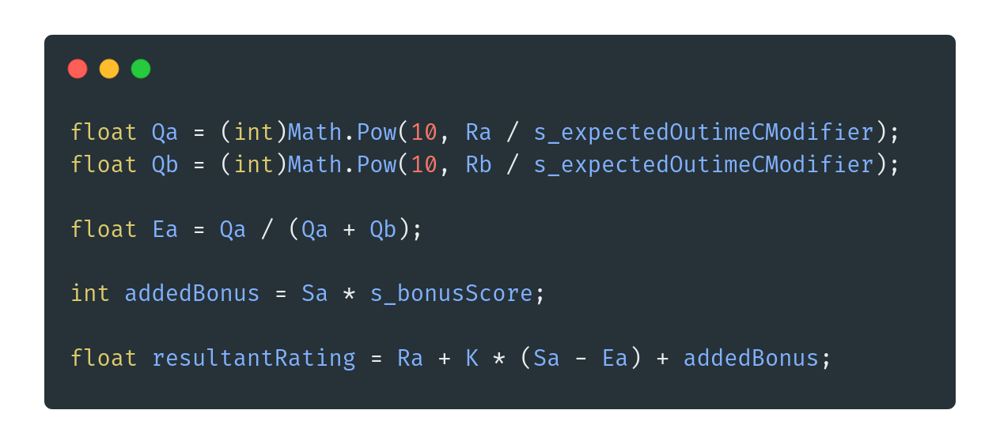 float Qa = (int)Math.Pow(10, Ra / s_expectedOutimeCModifier);
float Qb = (int)Math.Pow(10, Rb / s_expectedOutimeCModifier);
float Ea = Qa / (Qa + Qb);
int addedBonus = Sa * s_bonusScore;
float resultantRating = Ra + K * (Sa - Ea) + addedBonus;